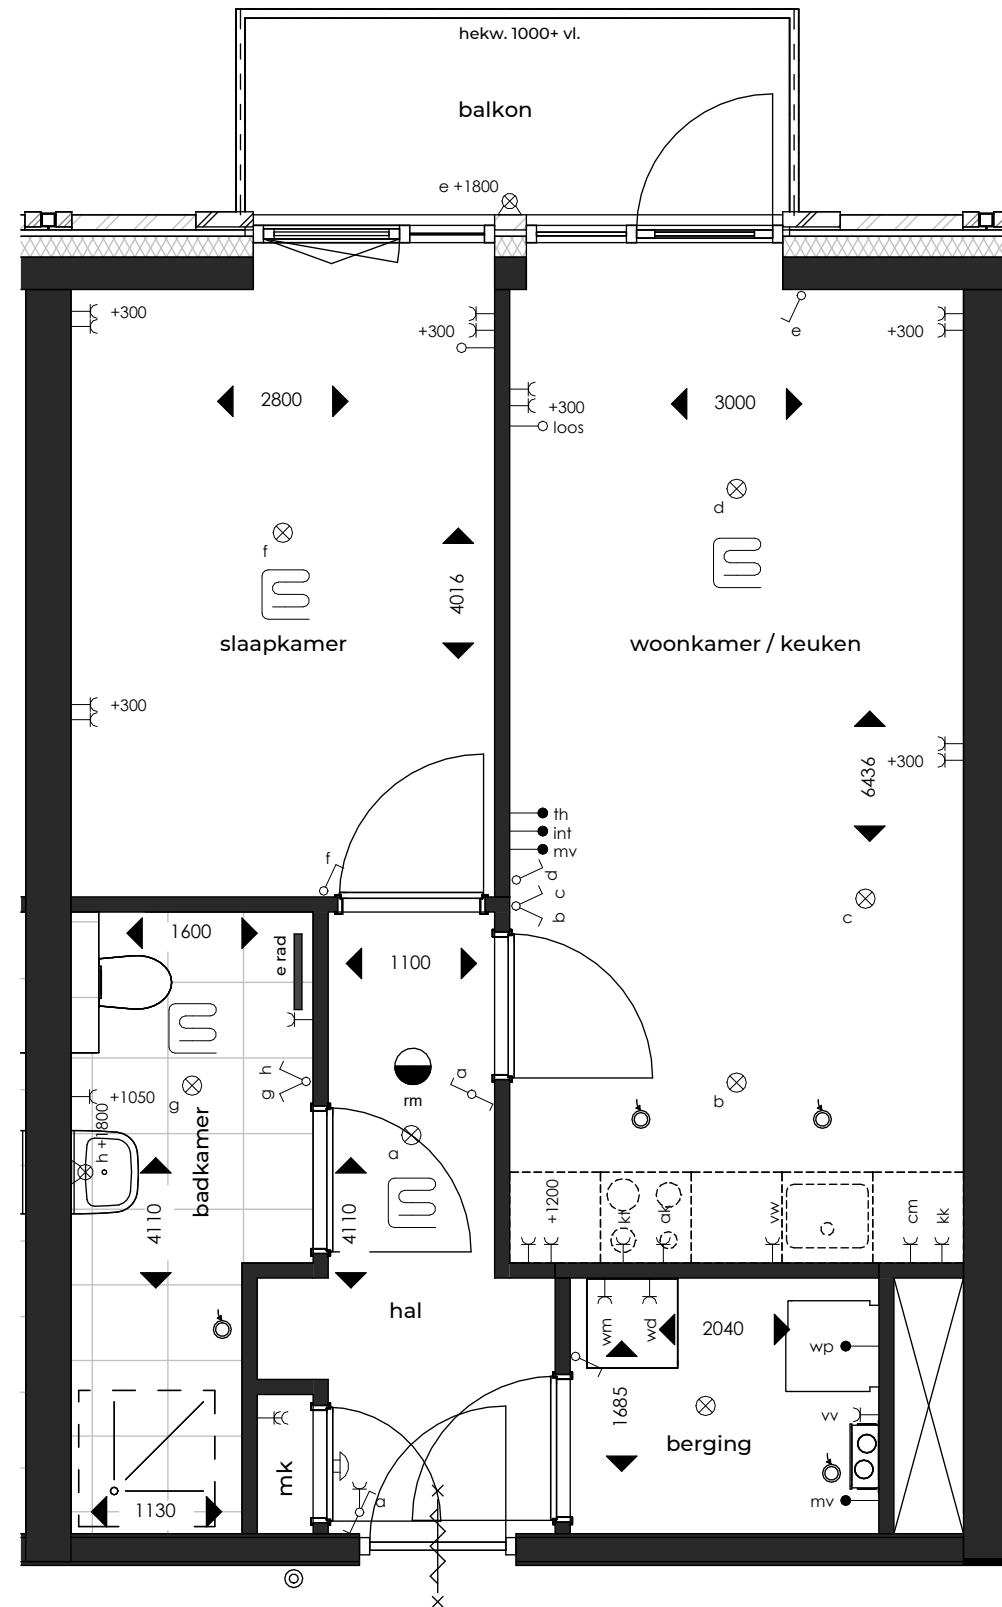 hekw. 1000+ vl.
balkon
e +1800
+300
+300
e
+300
2800
3000
+300
loos
d
f
4016
slaapkamer
woonkamer / keuken
+300
6436
+300
th
int
mv
d
c
b
f
c
1600
e rad
1100
h
g
a
rm
+1050
g
h +1800
badkamer
a
b
4110
4110
+1200
kt
ak
vw
cm
kk
hal
wm
wd
2040
wp
1685
vv
berging
mk
a
mv
1130